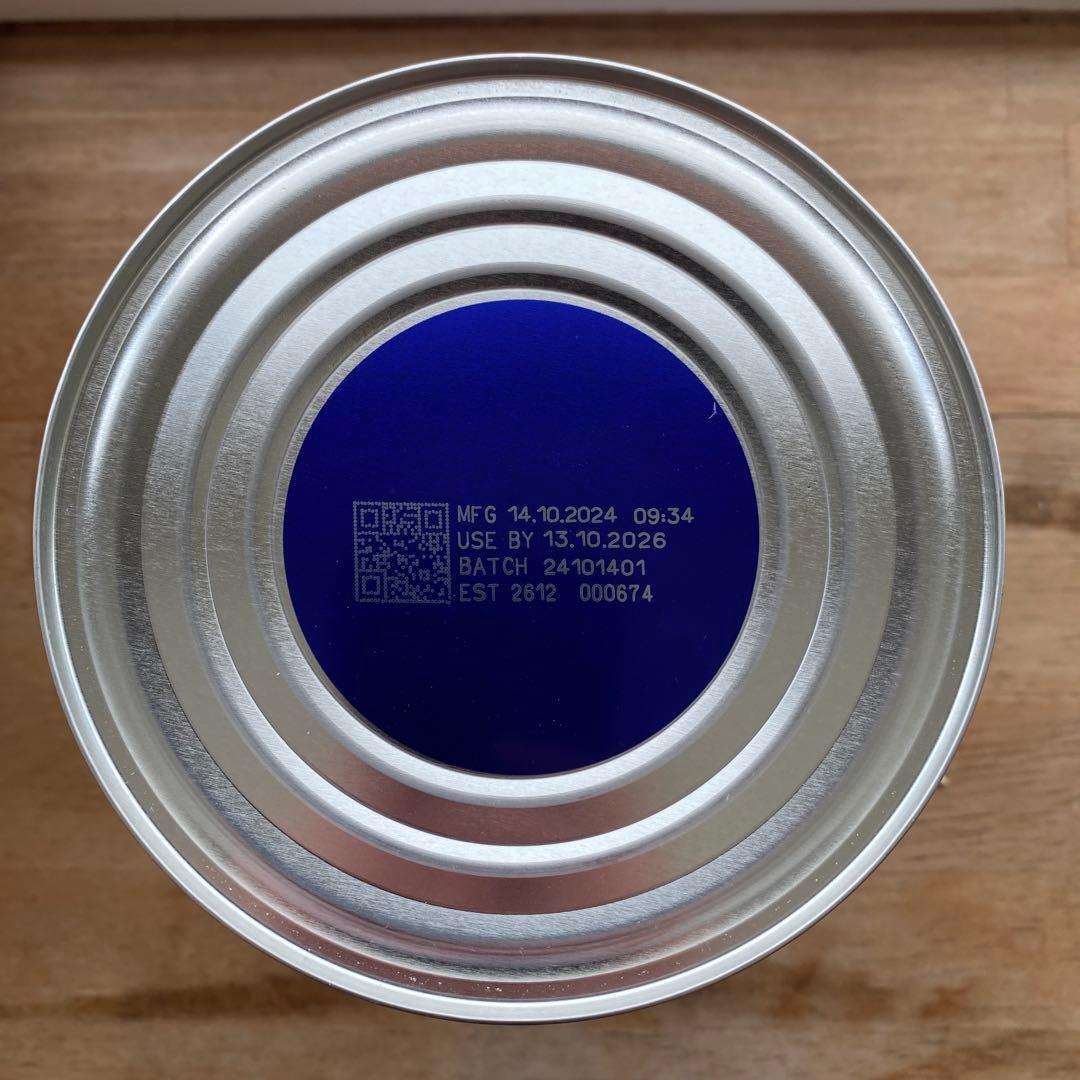 MFG 14.10.2024 09:34
USE BY 13.10.2026
BATCH 24101401
EST 2612 000674